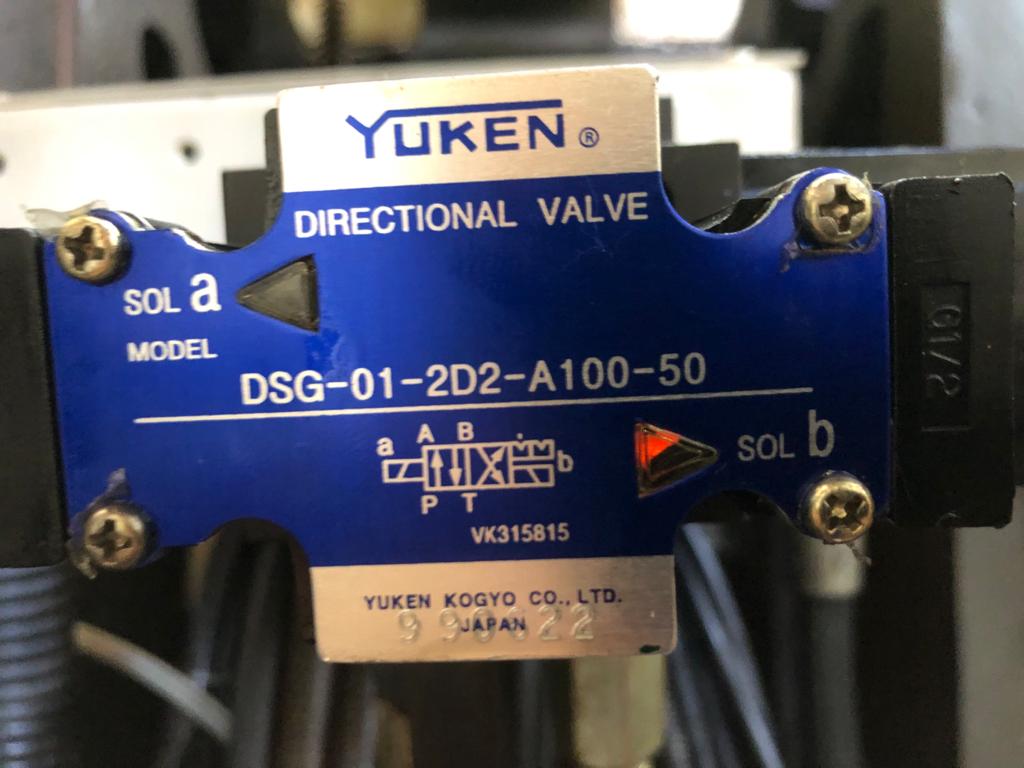 YUKEN®
DIRECTIONAL VALVE
SOL a
MODEL
DSG-01-2D2-A100-50
A B
a b
P T
SOL b
VK315815
YUKEN KOGYO CO., LTD.
JAPAN
G1/2